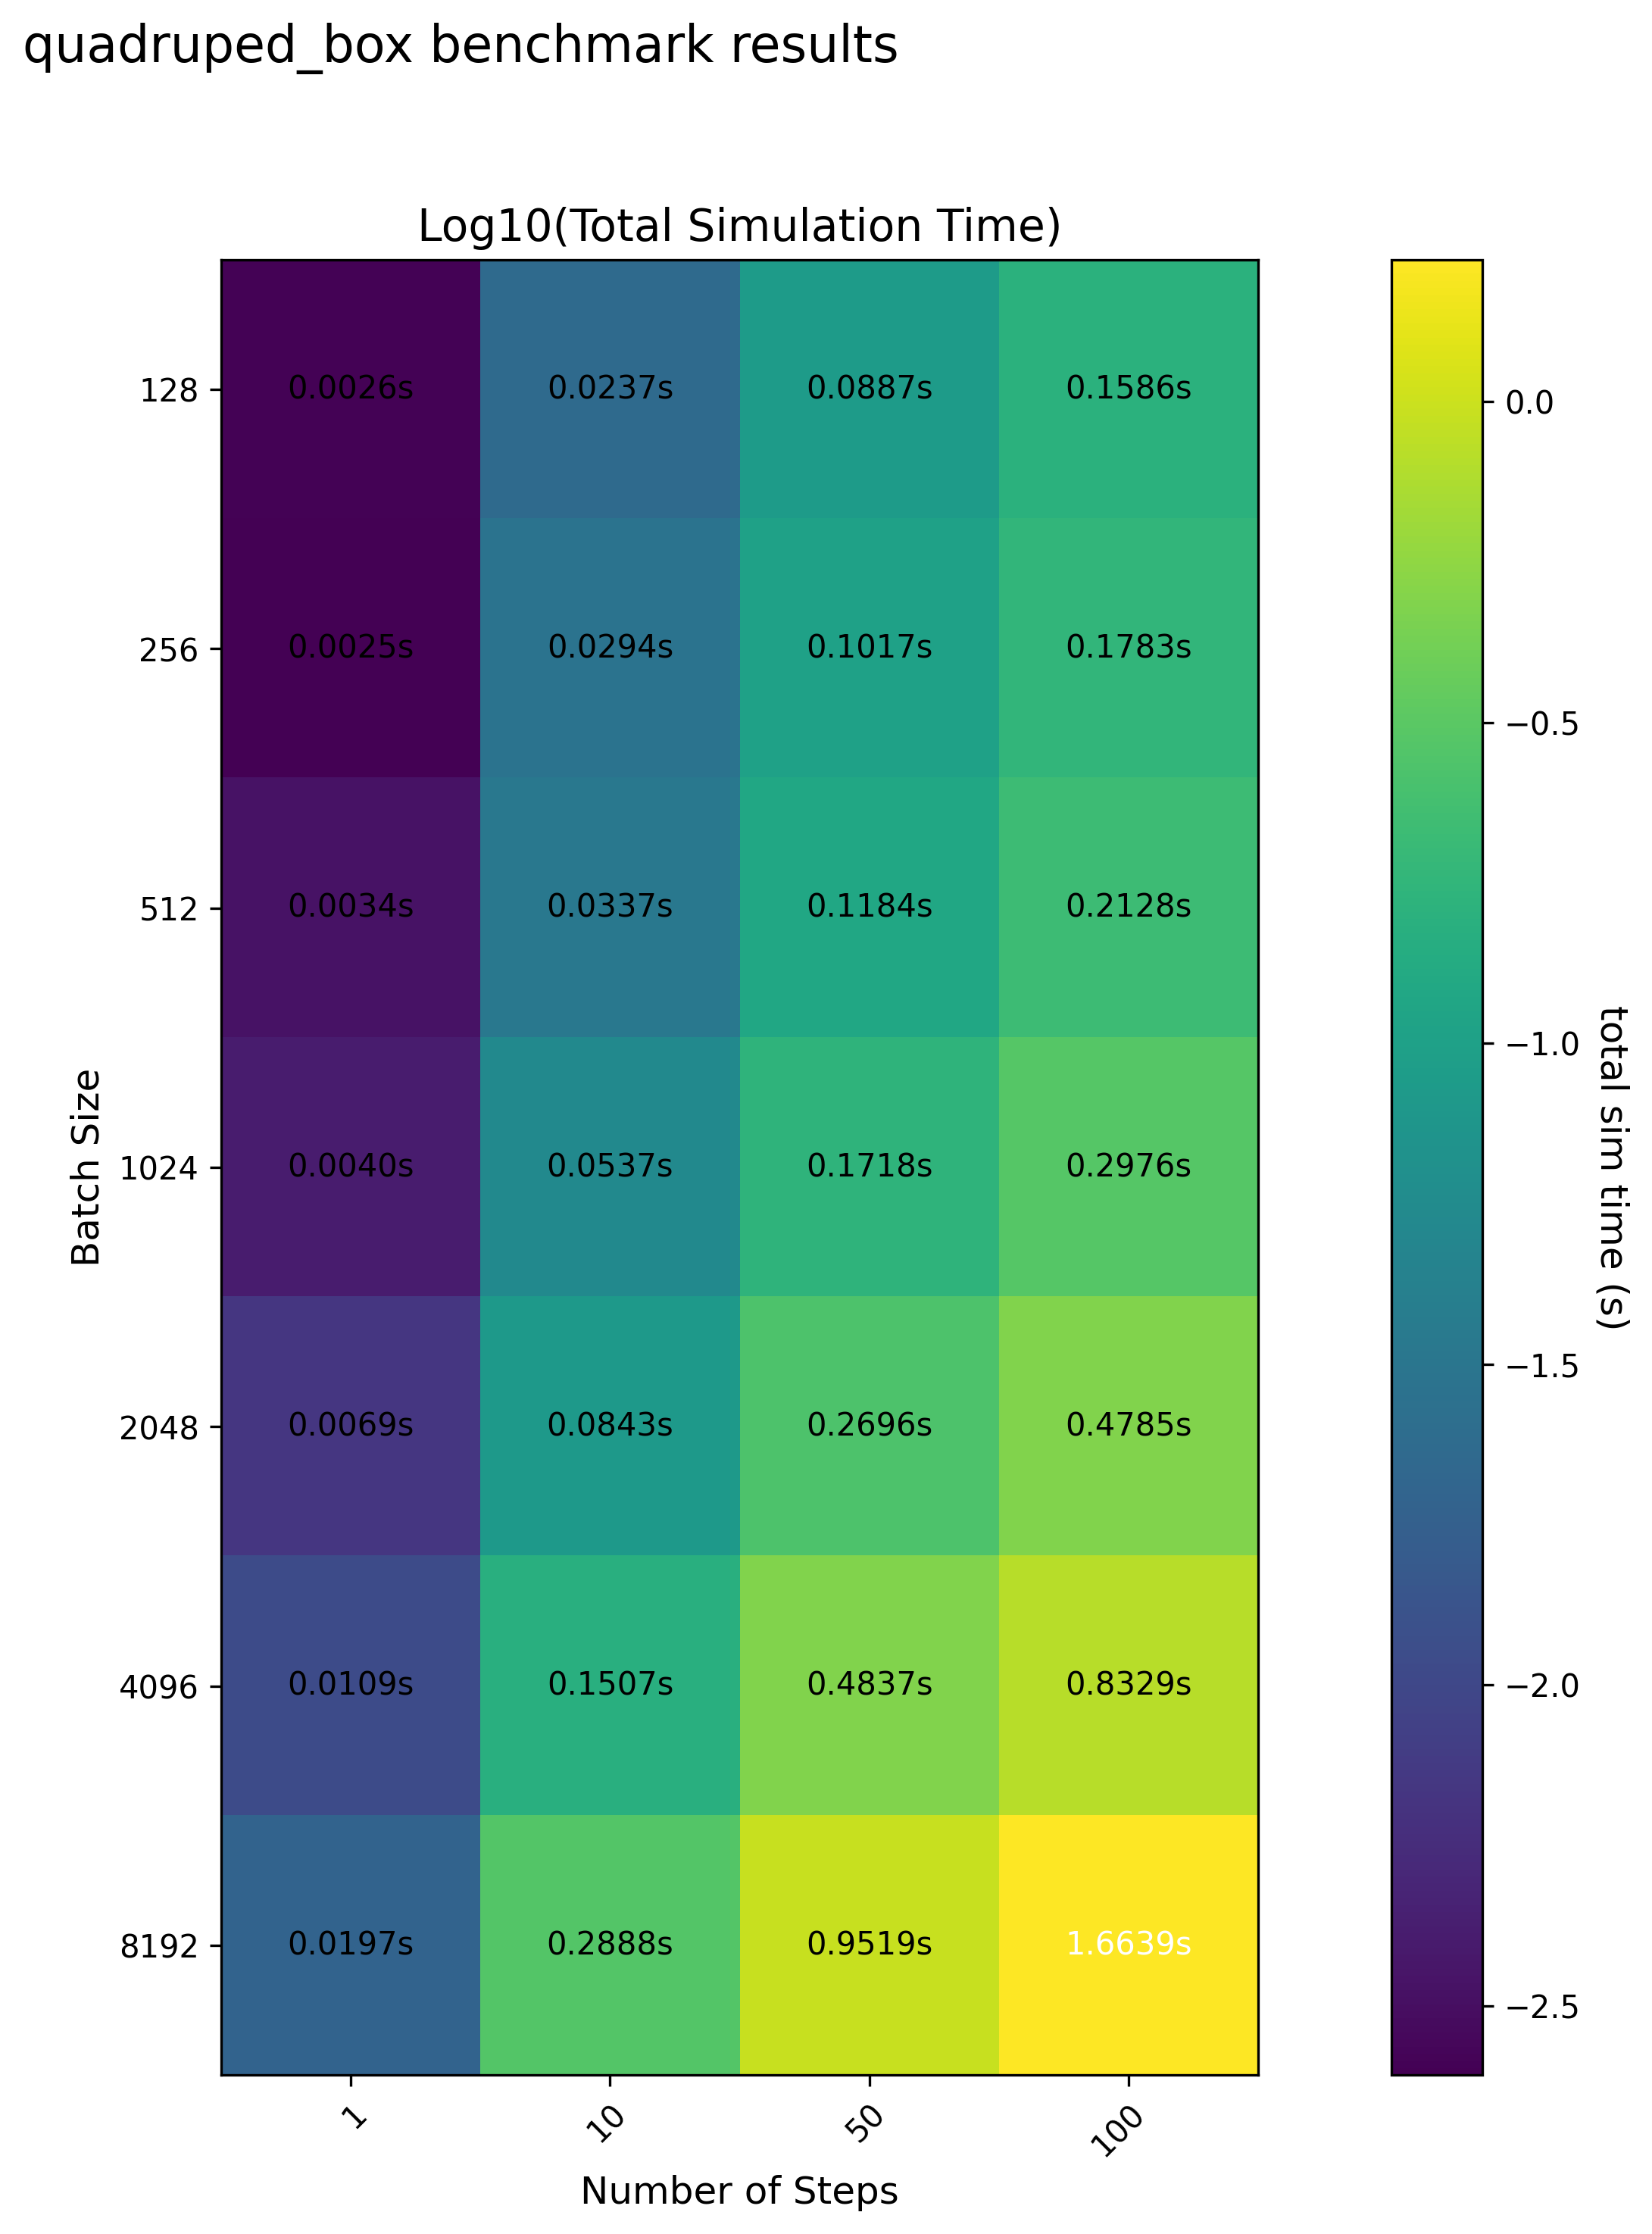 quadruped_box benchmark results
Log10(Total Simulation Time)
128
0.0026s 0.0237s 0.0887s 0.1586s
256
0.0025s 0.0294s 0.1017s 0.1783s
512
0.0034s 0.0337s 0.1184s 0.2128s
1024
0.0040s 0.0537s 0.1718s 0.2976s
2048
0.0069s 0.0843s 0.2696s 0.4785s
4096
0.0109s 0.1507s 0.4837s 0.8329s
8192
0.0197s 0.2888s 0.9519s 1.6639s
Batch Size
1 10 50 100
Number of Steps
0.0
−0.5
−1.0
−1.5
−2.0
−2.5
total sim time (s)